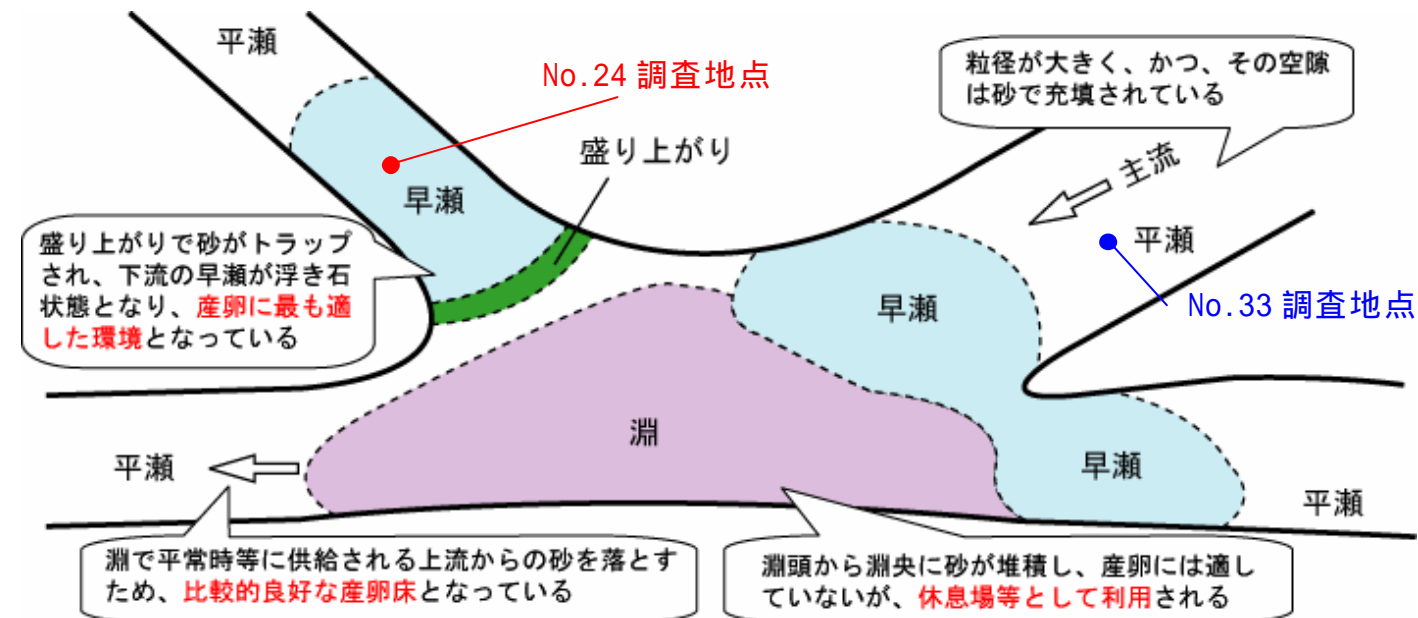 平瀬
No.24 調査地点
粒径が大きく、かつ、その空隙
は砂で充填されている
盛り上がり
主流
早瀬
盛り上がりで砂がトラップ
され、下流の早瀬が浮き石
状態となり、産卵に最も適
した環境となっている
平瀬
早瀬
No.33 調査地点
淵
平瀬
早瀬
平瀬
淵で平常時等に供給される上流からの砂を落とす
ため、比較的良好な産卵床となっている
淵頭から淵央に砂が堆積し、産卵には適し
ていないが、休息場等として利用される